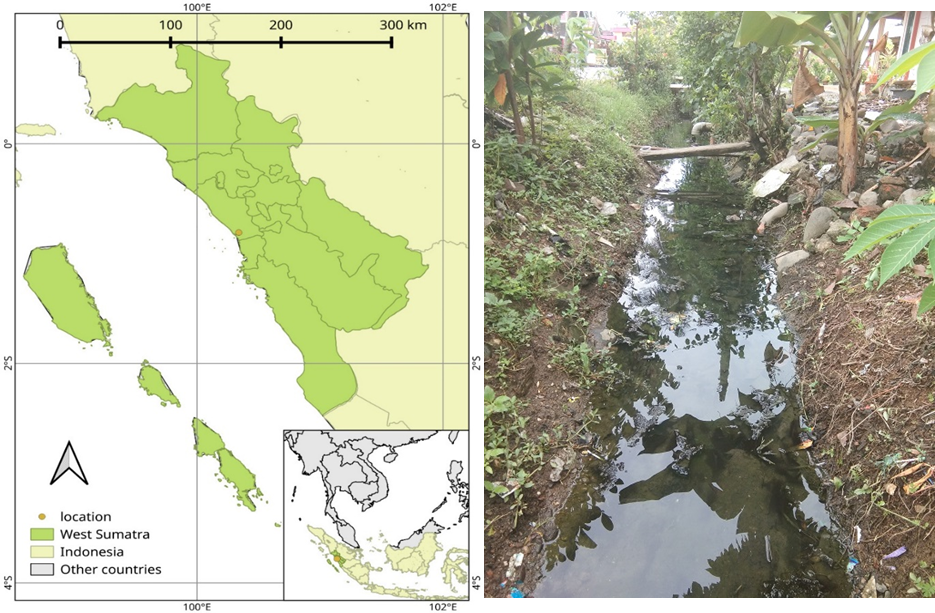 100°E
102°E
0
100
200
300 km
0°
0°
2°S
2°S
4°S
4°S
location
West Sumatra
Indonesia
Other countries
100°E
102°E